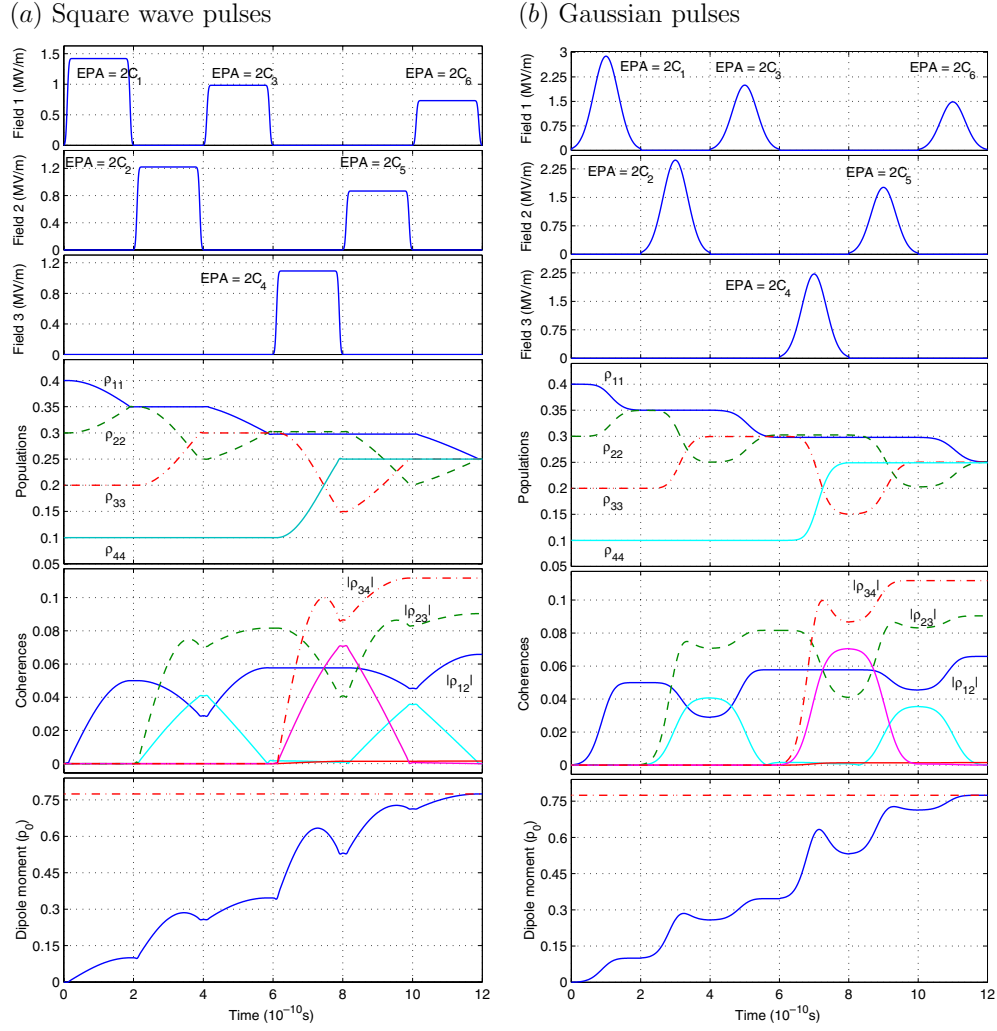 (a) Square wave pulses
1.5
1
0.5
0
Field 1 (MV/m)
EPA = 2C1
EPA = 2C3
EPA = 2C6
1.2
0.8
0.4
0
Field 2 (MV/m)
EPA = 2C2
EPA = 2C5
1.2
0.8
0.4
0
Field 3 (MV/m)
EPA = 2C4
0.4
0.35
0.3
0.25
0.2
0.15
0.1
0.05
Populations
ρ11
ρ22
ρ33
ρ44
0.1
0.08
0.06
0.04
0.02
0
Coherences
|ρ34|
|ρ23|
|ρ12|
0.75
0.6
0.45
0.3
0.15
0
Dipole moment (p0)
0 2 4 6 8 10 12
Time (10−10s)
(b) Gaussian pulses
3
2.25
1.5
0.75
0
Field 1 (MV/m)
EPA = 2C1
EPA = 2C3
EPA = 2C6
2.25
1.5
0.75
0
Field 2 (MV/m)
EPA = 2C2
EPA = 2C5
2.25
1.5
0.75
0
Field 3 (MV/m)
EPA = 2C4
0.4
0.35
0.3
0.25
0.2
0.15
0.1
0.05
Populations
ρ11
ρ22
ρ33
ρ44
0.1
0.08
0.06
0.04
0.02
0
Coherences
|ρ34|
|ρ23|
|ρ12|
0.75
0.6
0.45
0.3
0.15
0
Dipole moment (p0)
0 2 4 6 8 10 12
Time (10−10s)